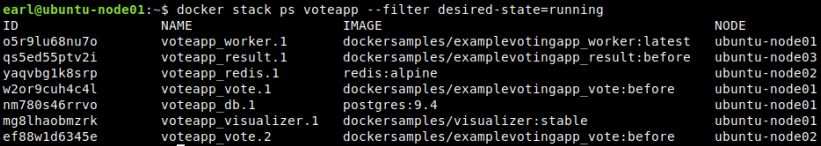 earl@ubuntu-node01:~$ docker stack ps voteapp --filter desired-state=running
ID NAME IMAGE NODE
o5r9lu68nu7o voteapp_worker.1 dockersamples/examplevotingapp_worker:latest ubuntu-node01
qs5ed55ptv2i voteapp_result.1 dockersamples/examplevotingapp_result:before ubuntu-node03
yaqvbg1k8srp voteapp_redis.1 redis:alpine ubuntu-node02
w2or9cuh4c4l voteapp_vote.1 dockersamples/examplevotingapp_vote:before ubuntu-node01
nm780s46rrvo voteapp_db.1 postgres:9.4 ubuntu-node01
mg8lhaobmzrk voteapp_visualizer.1 dockersamples/visualizer:stable ubuntu-node01
ef88w1d6345e voteapp_vote.2 dockersamples/examplevotingapp_vote:before ubuntu-node02